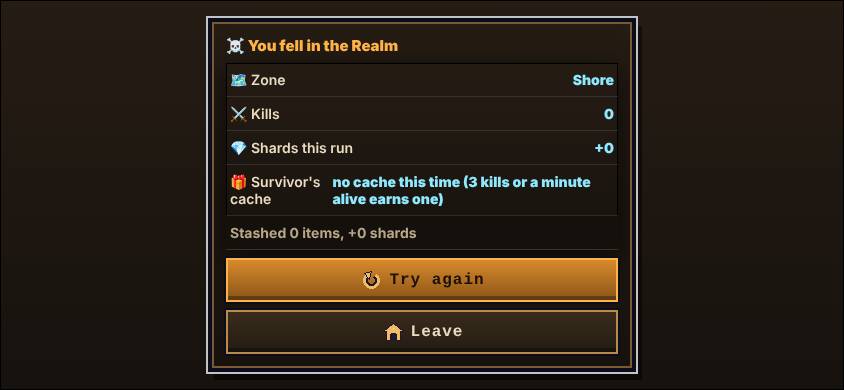 You fell in the Realm
Zone Shore
Kills 0
Shards this run +0
Survivor's cache no cache this time (3 kills or a minute alive earns one)
Stashed 0 items, +0 shards
Try again
Leave